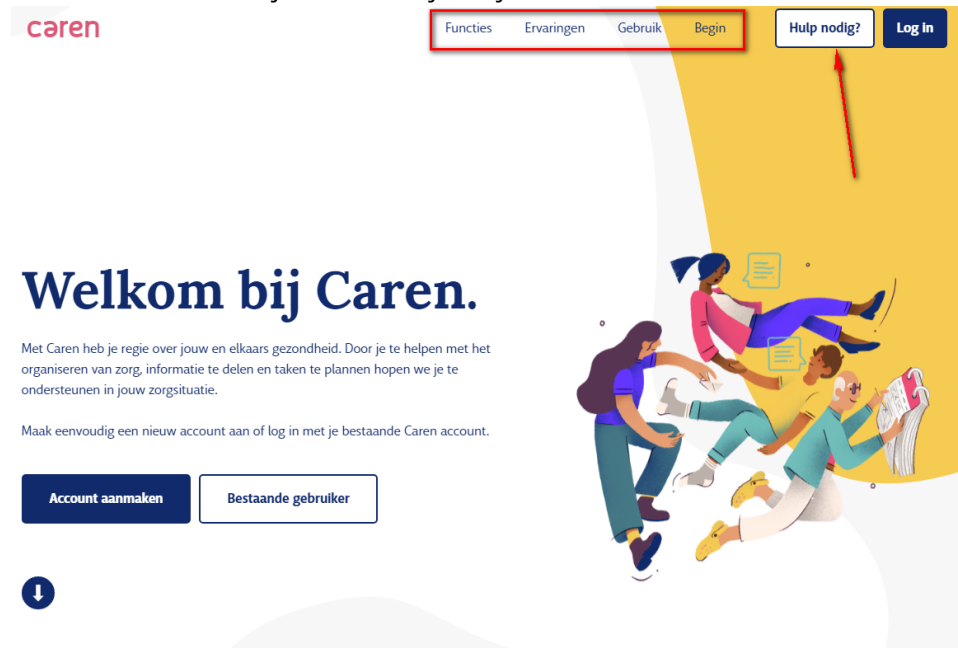 caren
Functies Ervaringen Gebruik Begin Hulp nodig? Log in
Welkom bij Caren.
Met Caren heb je regie over jouw en elkaars gezondheid. Door je te helpen met het
organiseren van zorg, informatie te delen en taken te plannen hopen we je te
ondersteunen in jouw zorgsituatie.
Maak eenvoudig een nieuw account aan of log in met je bestaande Caren account.
Account aanmaken Bestaande gebruiker